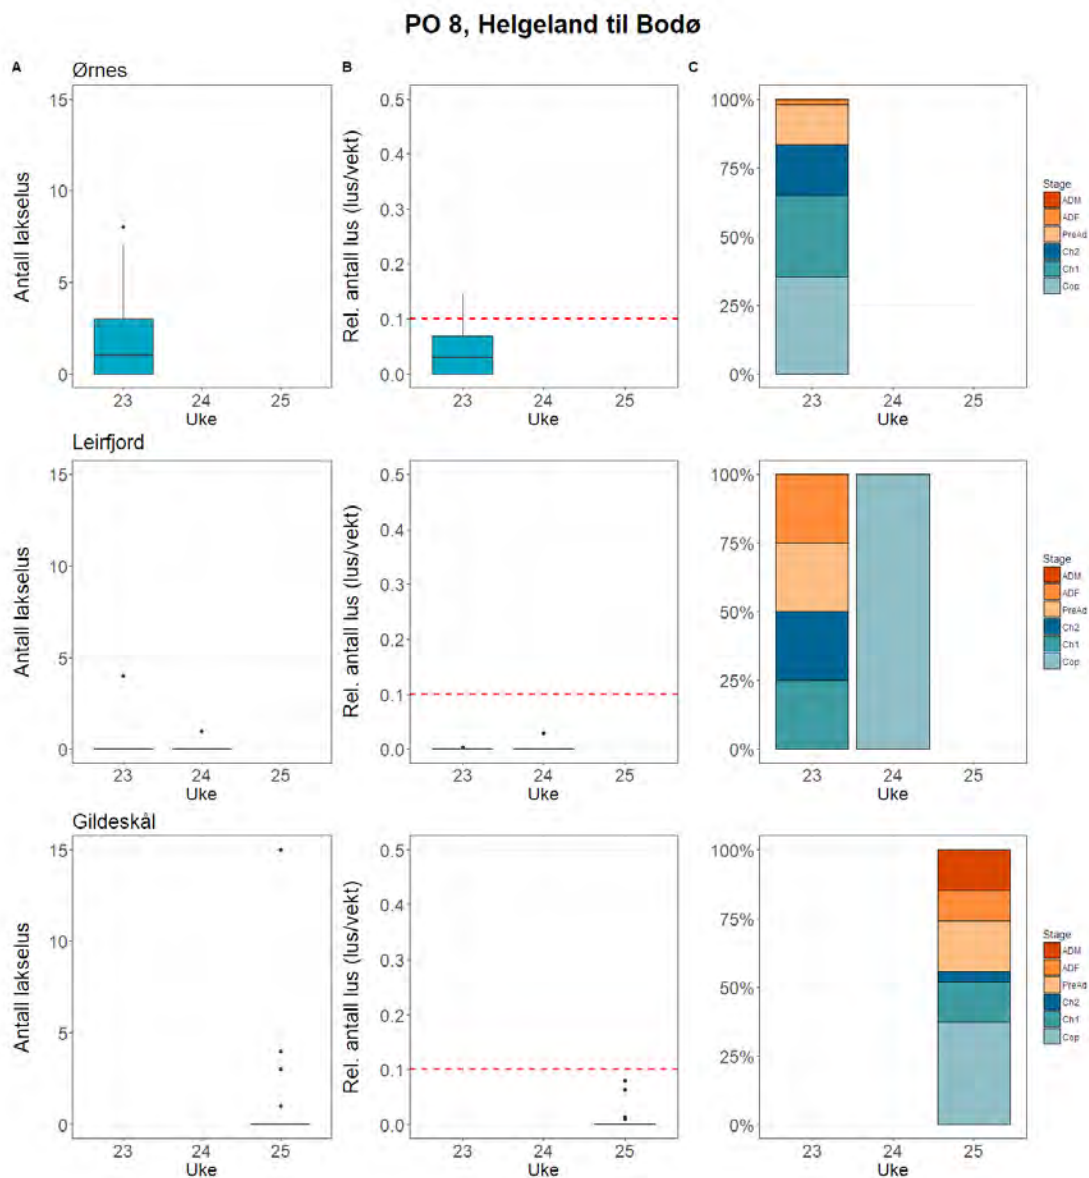 PO 8, Helgeland til Bodø
A
Ørnes
B
C
Antall lakselus
15
10
5
0
23
24
25
Uke
Rel. antall lus (lus/vekt)
0.5
0.4
0.3
0.2
0.1
0.0
23
24
25
Uke
100%
75%
50%
25%
0%
23
24
25
Uke
Stage
ADM
ADF
PreAd
Ch2
Ch1
Cop
Leirfjord
Antall lakselus
15
10
5
0
23
24
25
Uke
Rel. antall lus (lus/vekt)
0.5
0.4
0.3
0.2
0.1
0.0
23
24
25
Uke
100%
75%
50%
25%
0%
23
24
25
Uke
Stage
ADM
ADF
PreAd
Ch2
Ch1
Cop
Gildeskål
Antall lakselus
15
10
5
0
23
24
25
Uke
Rel. antall lus (lus/vekt)
0.5
0.4
0.3
0.2
0.1
0.0
23
24
25
Uke
100%
75%
50%
25%
0%
23
24
25
Uke
Stage
ADM
ADF
PreAd
Ch2
Ch1
Cop